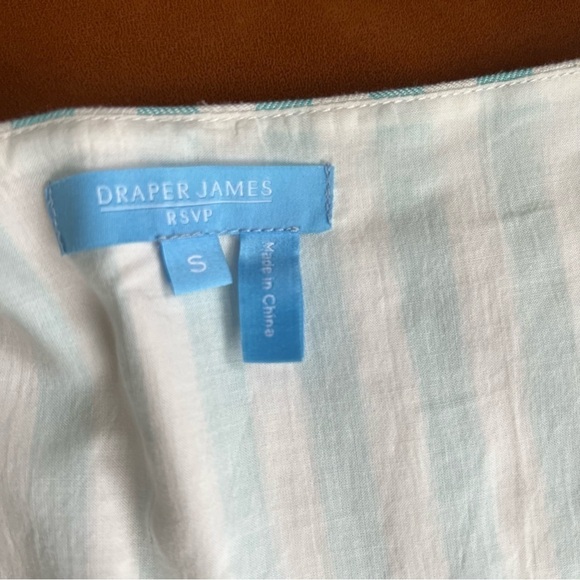 DRAPER JAMES
RSVP
S
Made in China